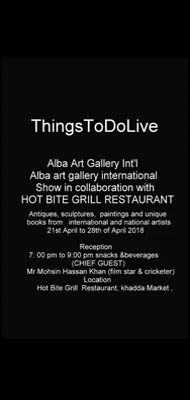 ThingsToDoLive
Alba Art Gallery Int'l
Alba art gallery international
Show in collaboration with
HOT BITE GRILL RESTAURANT
Antiques, sculptures, paintings and unique
books from international and national artists
21st April to 28th of April 2018
Reception
7: 00 pm to 9:00 pm snacks &beverages
(CHIEF GUEST)
Mr Mohsin Hassan Khan (film star & cricketer)
Location
Hot Bite Grill Restaurant, khadda Market ,